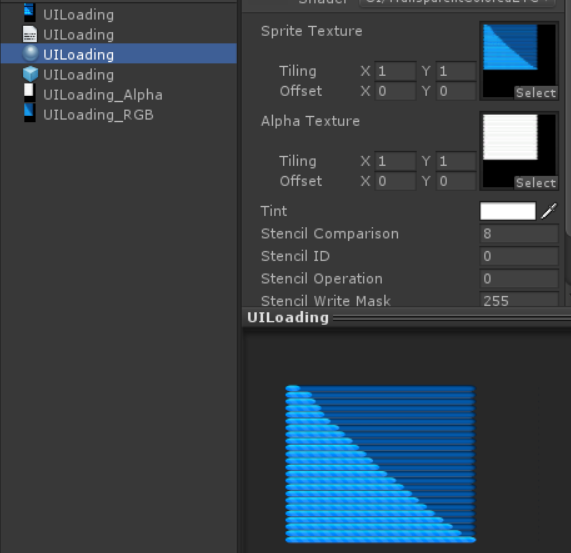 UILoading
UILoading
UILoading
UILoading
UILoading_Alpha
UILoading_RGB
Shader
Sprite Texture
Tiling X 1 Y 1
Offset X 0 Y 0
Select
Alpha Texture
Tiling X 1 Y 1
Offset X 0 Y 0
Select
Tint
Stencil Comparison 8
Stencil ID 0
Stencil Operation 0
Stencil Write Mask 255
UILoading